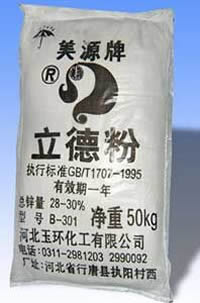 美源牌
®
立德粉
执行标准GB/T1707-1995
有效期一年
总锌量 28-30%
型号 B-301 净重50kg
河北玉环化工有限公司
电话:0311-2981203 2990092
厂址:河北省行唐县执阳村西